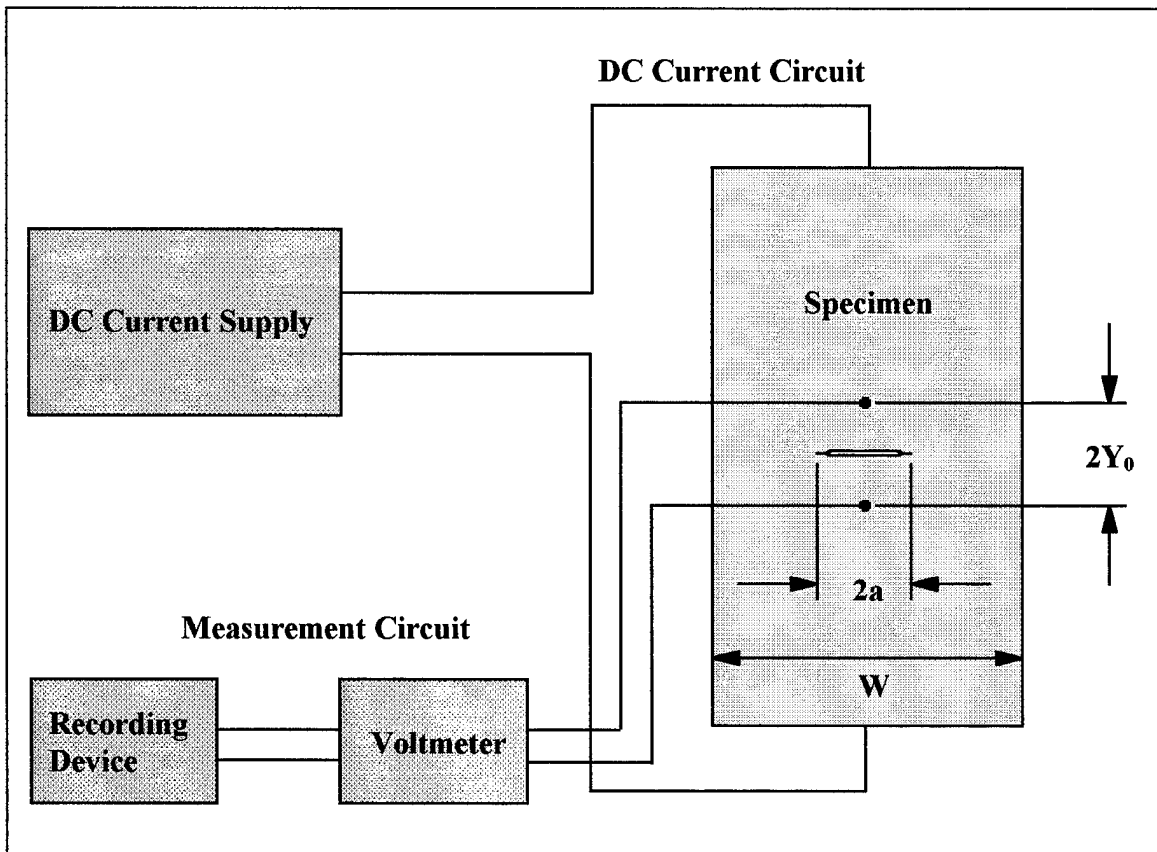 DC Current Circuit
DC Current Supply
Specimen
2Y₀
2a
Measurement Circuit
W
Recording
Device
Voltmeter